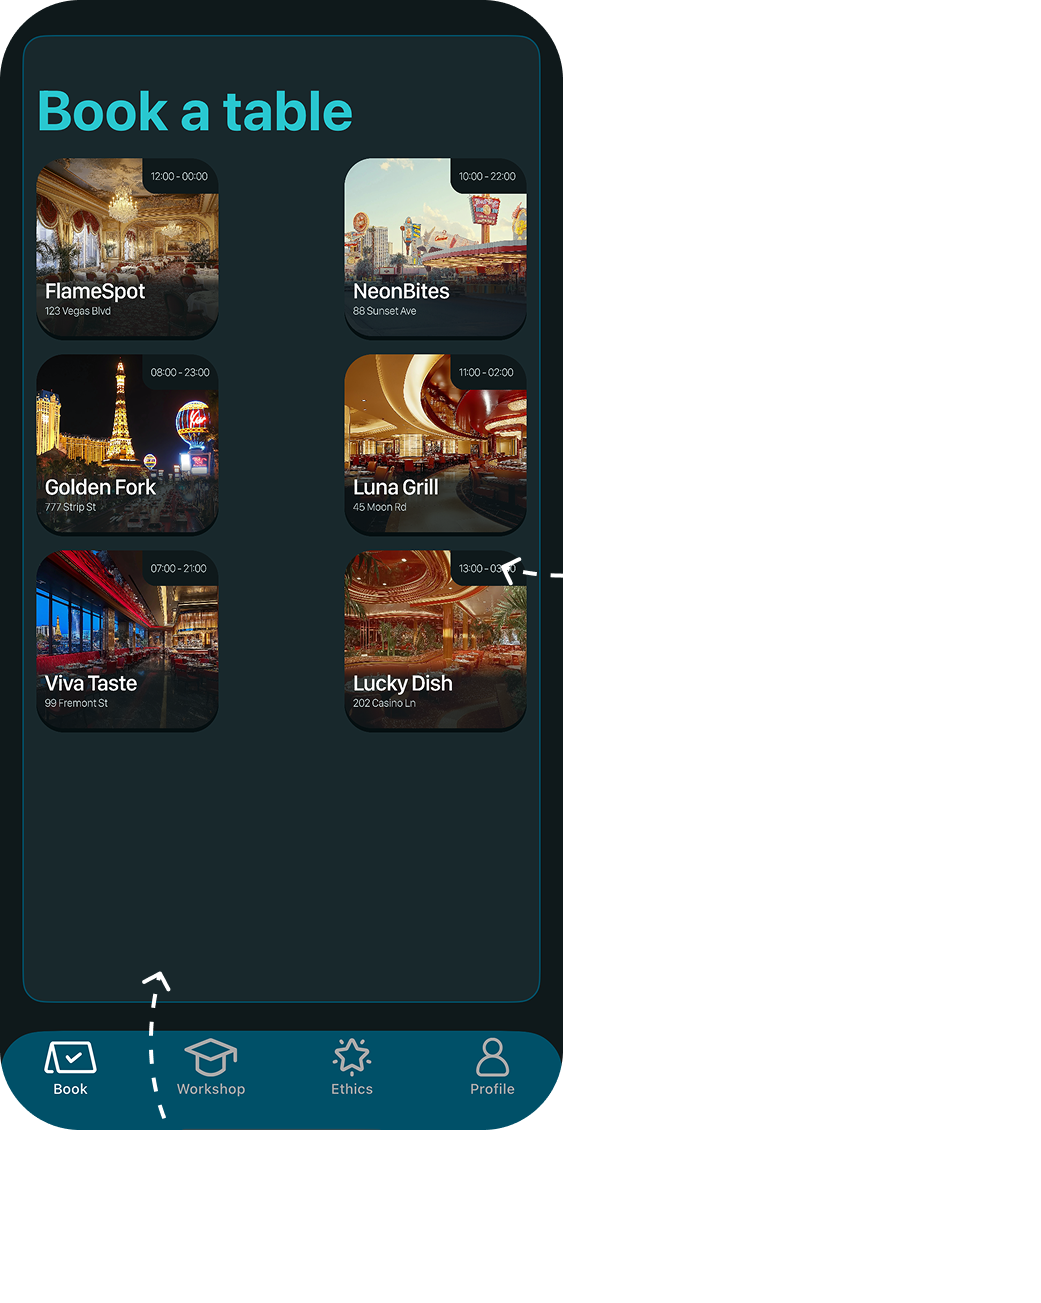 Book a table
12:00 - 00:00
FlameSpot
123 Vegas Blvd
10:00 - 22:00
NeonBites
88 Sunset Ave
08:00 - 23:00
Golden Fork
777 Strip St
11:00 - 02:00
Luna Grill
45 Moon Rd
07:00 - 21:00
Viva Taste
99 Fremont St
13:00 -
Lucky Dish
202 Casino Ln
Book
Workshop
Ethics
Profile